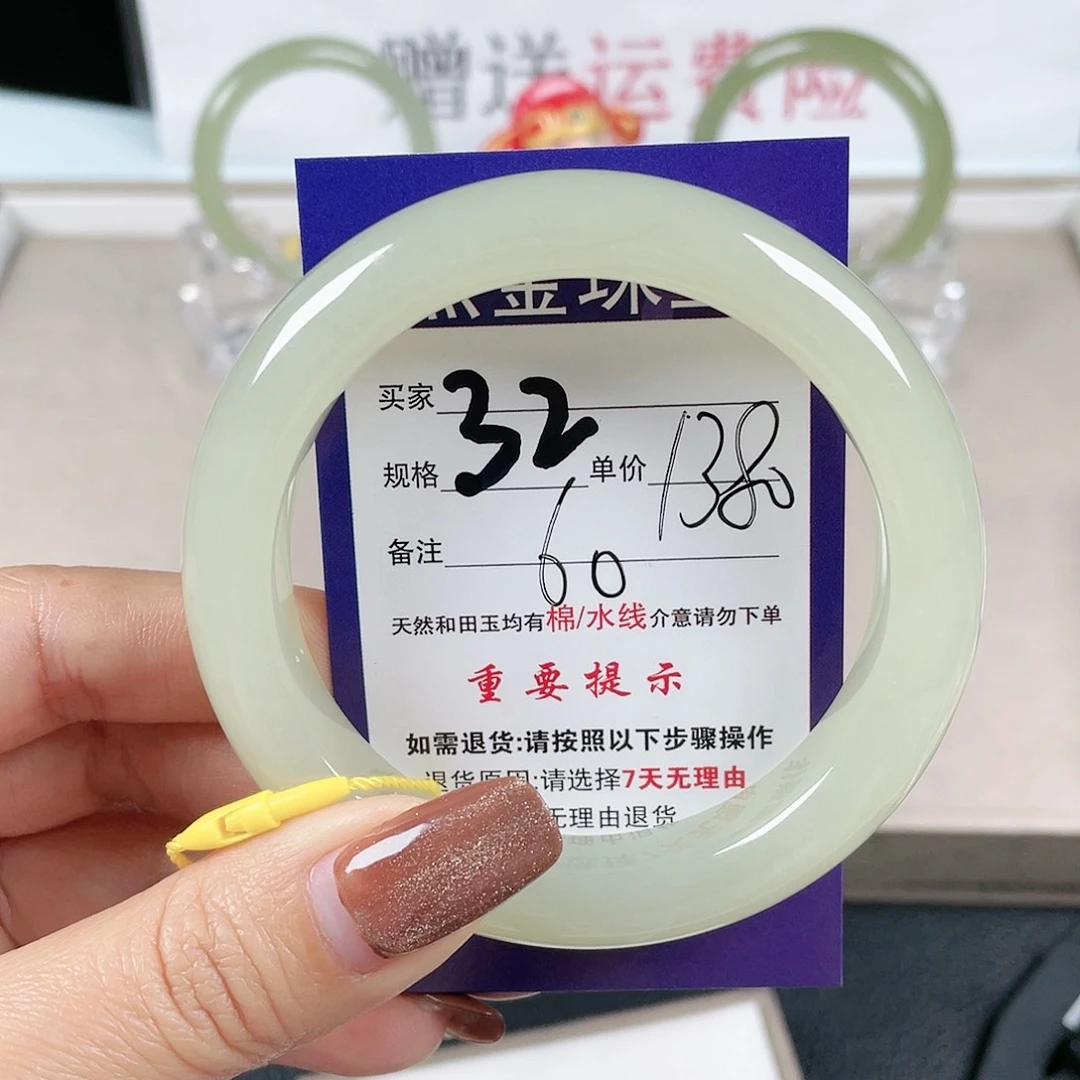 赠送运费险
金珠
买家
32
规格 单价 1380
备注 60
天然和田玉均有棉/水线介意请勿下单
重要提示
如需退货:请按照以下步骤操作
退货原因:请选择7天无理由
无理由退货